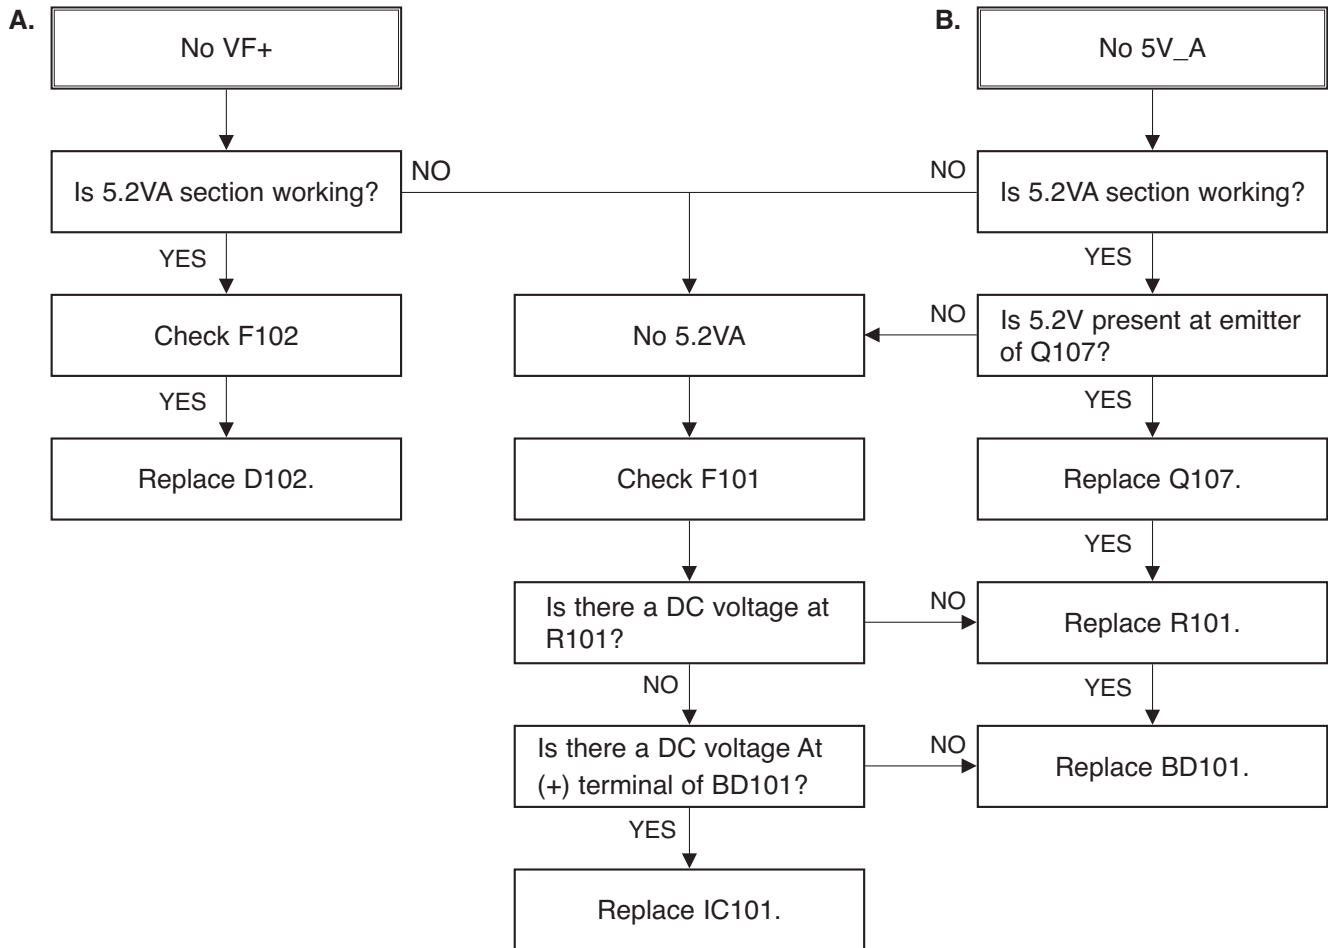 A.
No VF+
Is 5.2VA section working?
NO
YES
Check F102
YES
Replace D102.
B.
No 5V_A
NO
Is 5.2VA section working?
YES
NO
Is 5.2V present at emitter
of Q107?
YES
Replace Q107.
YES
No 5.2VA
Check F101
Is there a DC voltage at
R101?
NO
Replace R101.
YES
NO
Is there a DC voltage At
(+) terminal of BD101?
NO
Replace BD101.
YES
Replace IC101.